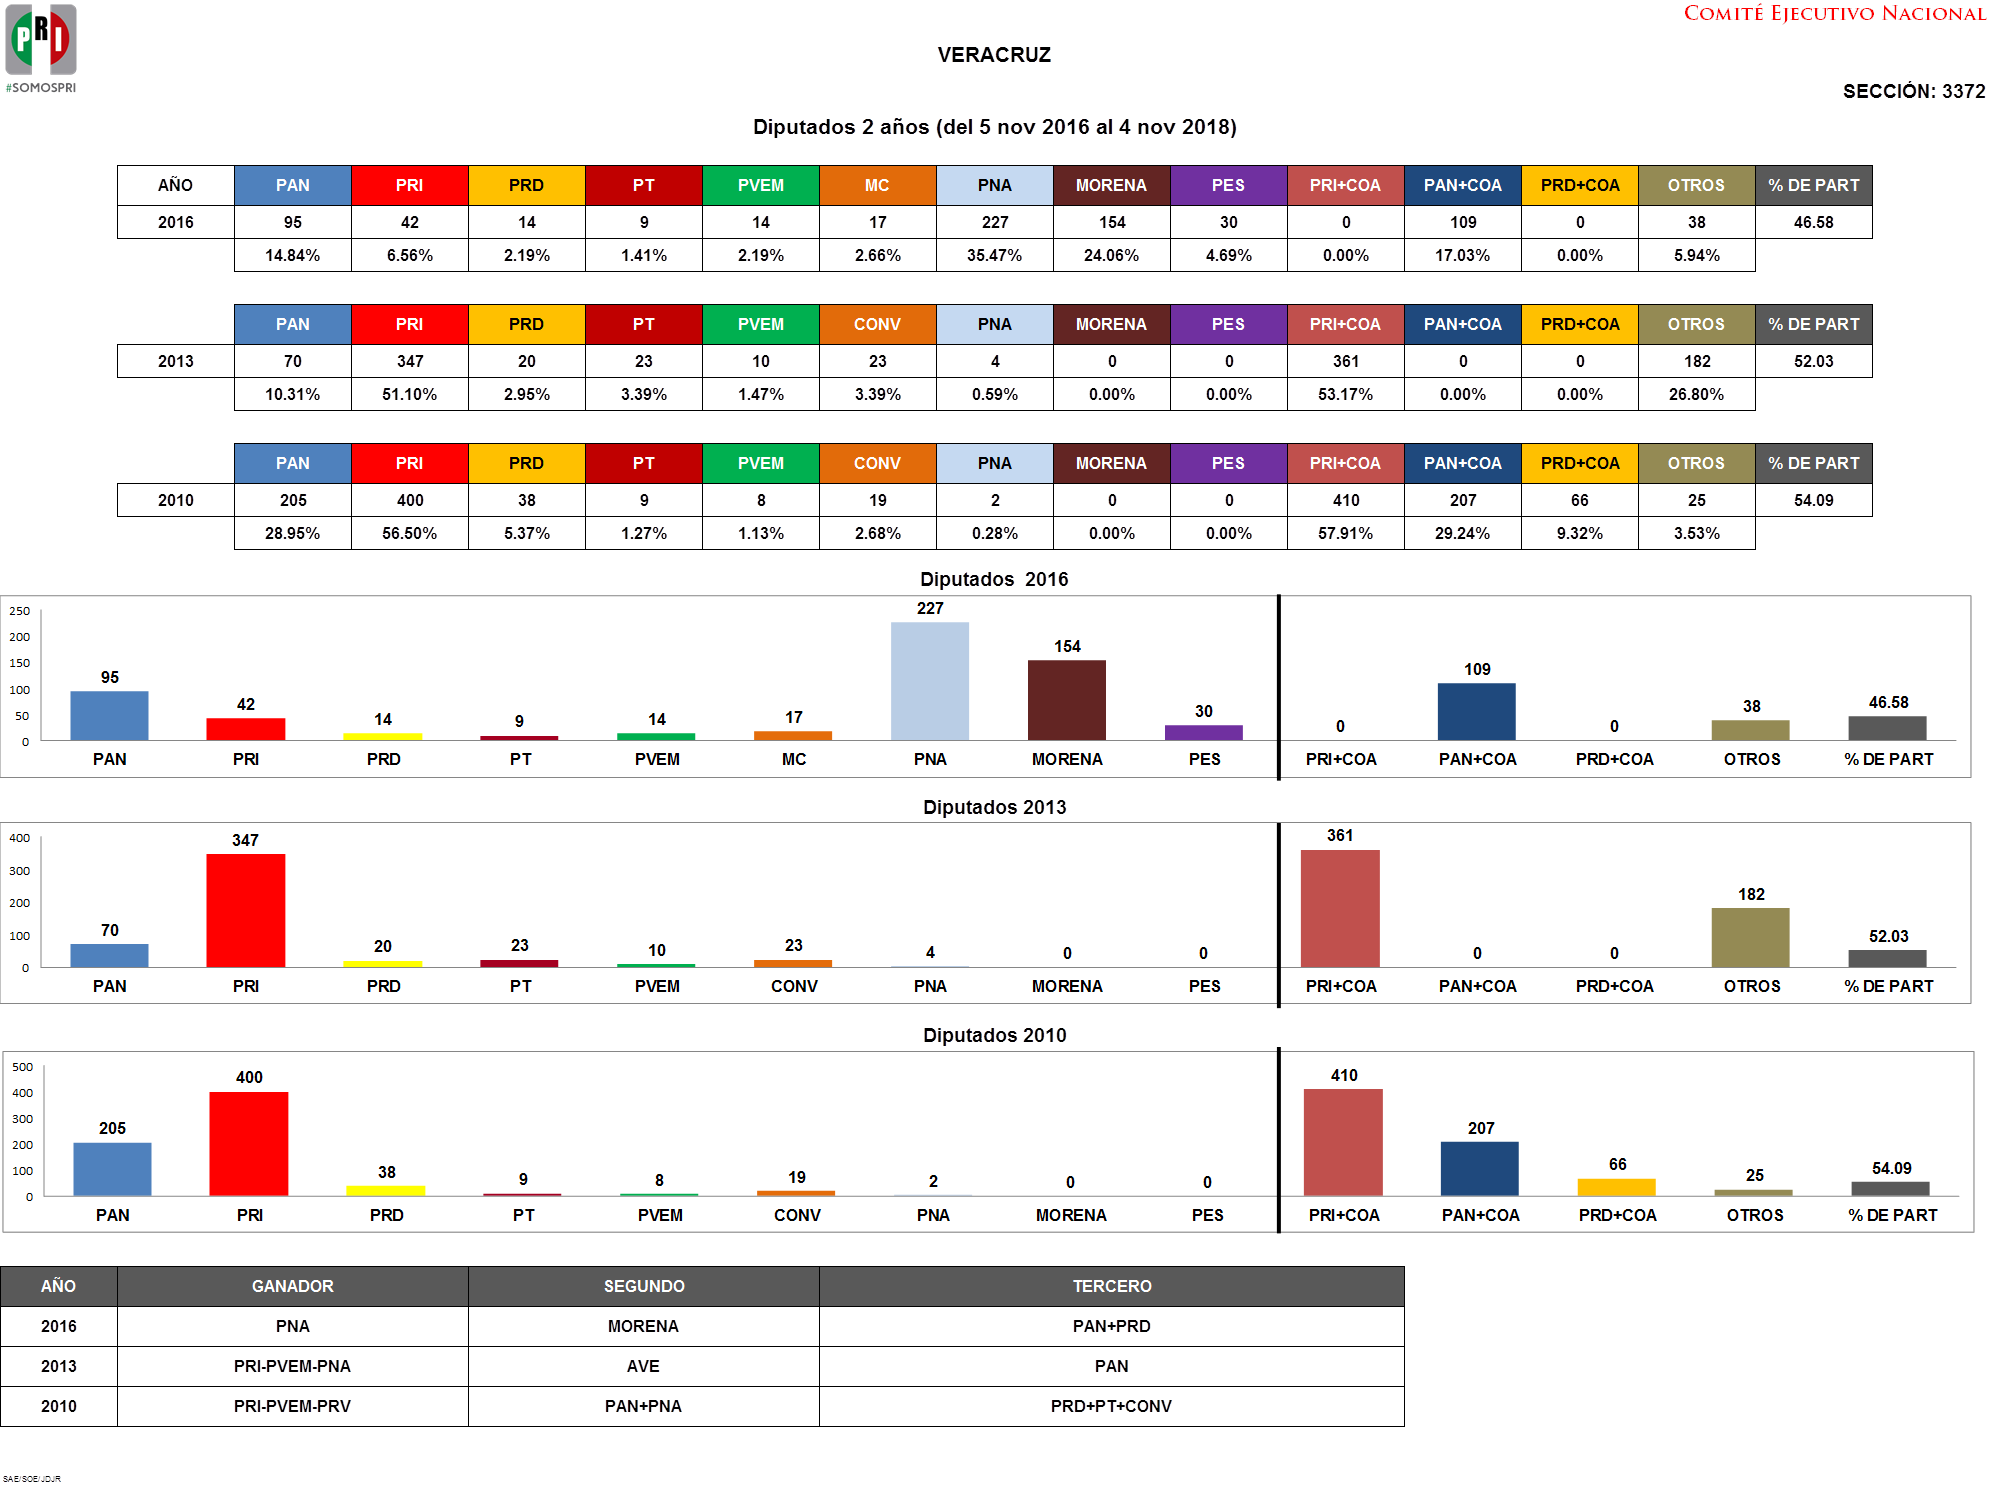 PRI
#SOMOSPRI
COMITÉ EJECUTIVO NACIONAL
VERACRUZ
SECCIÓN: 3372
Diputados 2 años (del 5 nov 2016 al 4 nov 2018)
AÑO PAN PRI PRD PT PVEM MC PNA MORENA PES PRI+COA PAN+COA PRD+COA OTROS % DE PART
2016 95 42 14 9 14 17 227 154 30 0 109 0 38 46.58
14.84% 6.56% 2.19% 1.41% 2.19% 2.66% 35.47% 24.06% 4.69% 0.00% 17.03% 0.00% 5.94%
PAN PRI PRD PT PVEM CONV PNA MORENA PES PRI+COA PAN+COA PRD+COA OTROS % DE PART
2013 70 347 20 23 10 23 4 0 0 361 0 0 182 52.03
10.31% 51.10% 2.95% 3.39% 1.47% 3.39% 0.59% 0.00% 0.00% 53.17% 0.00% 0.00% 26.80%
PAN PRI PRD PT PVEM CONV PNA MORENA PES PRI+COA PAN+COA PRD+COA OTROS % DE PART
2010 205 400 38 9 8 19 2 0 0 410 207 66 25 54.09
28.95% 56.50% 5.37% 1.27% 1.13% 2.68% 0.28% 0.00% 0.00% 57.91% 29.24% 9.32% 3.53%
Diputados 2016
250
200
150
100
50
0
95 42 14 9 14 17 227 154 30 0 109 0 38 46.58
PAN PRI PRD PT PVEM MC PNA MORENA PES PRI+COA PAN+COA PRD+COA OTROS % DE PART
Diputados 2013
400
300
200
100
0
70 347 20 23 10 23 4 0 0 361 0 0 182 52.03
PAN PRI PRD PT PVEM CONV PNA MORENA PES PRI+COA PAN+COA PRD+COA OTROS % DE PART
Diputados 2010
500
400
300
200
100
0
205 400 38 9 8 19 2 0 0 410 207 66 25 54.09
PAN PRI PRD PT PVEM CONV PNA MORENA PES PRI+COA PAN+COA PRD+COA OTROS % DE PART
AÑO GANADOR SEGUNDO TERCERO
2016 PNA MORENA PAN+PRD
2013 PRI-PVEM-PNA AVE PAN
2010 PRI-PVEM-PRV PAN+PNA PRD+PT+CONV
SAE/SOE/JDJR